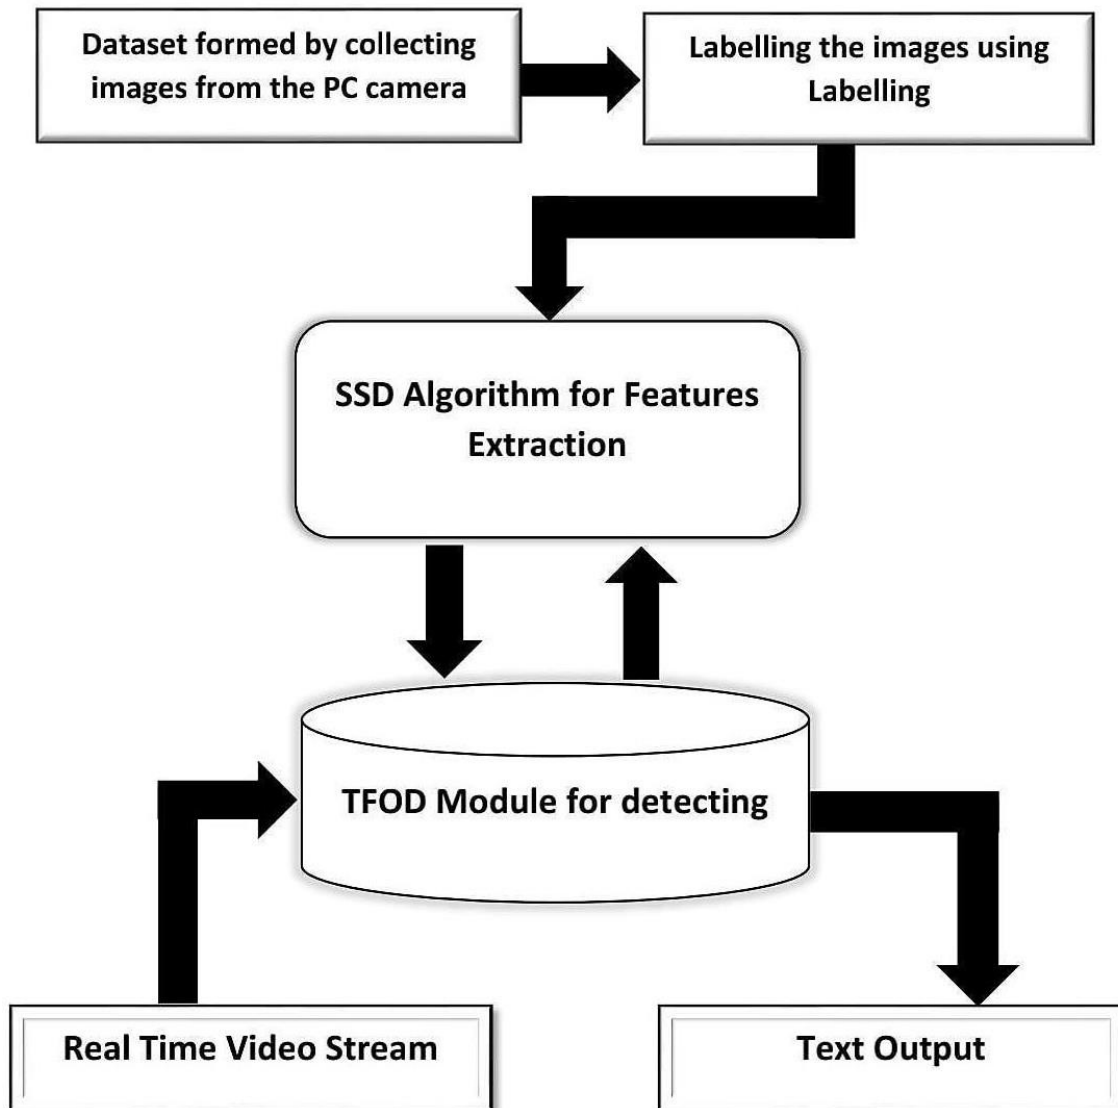 Dataset formed by collecting
images from the PC camera
Labelling the images using
Labelling
SSD Algorithm for Features
Extraction
TFOD Module for detecting
Real Time Video Stream
Text Output